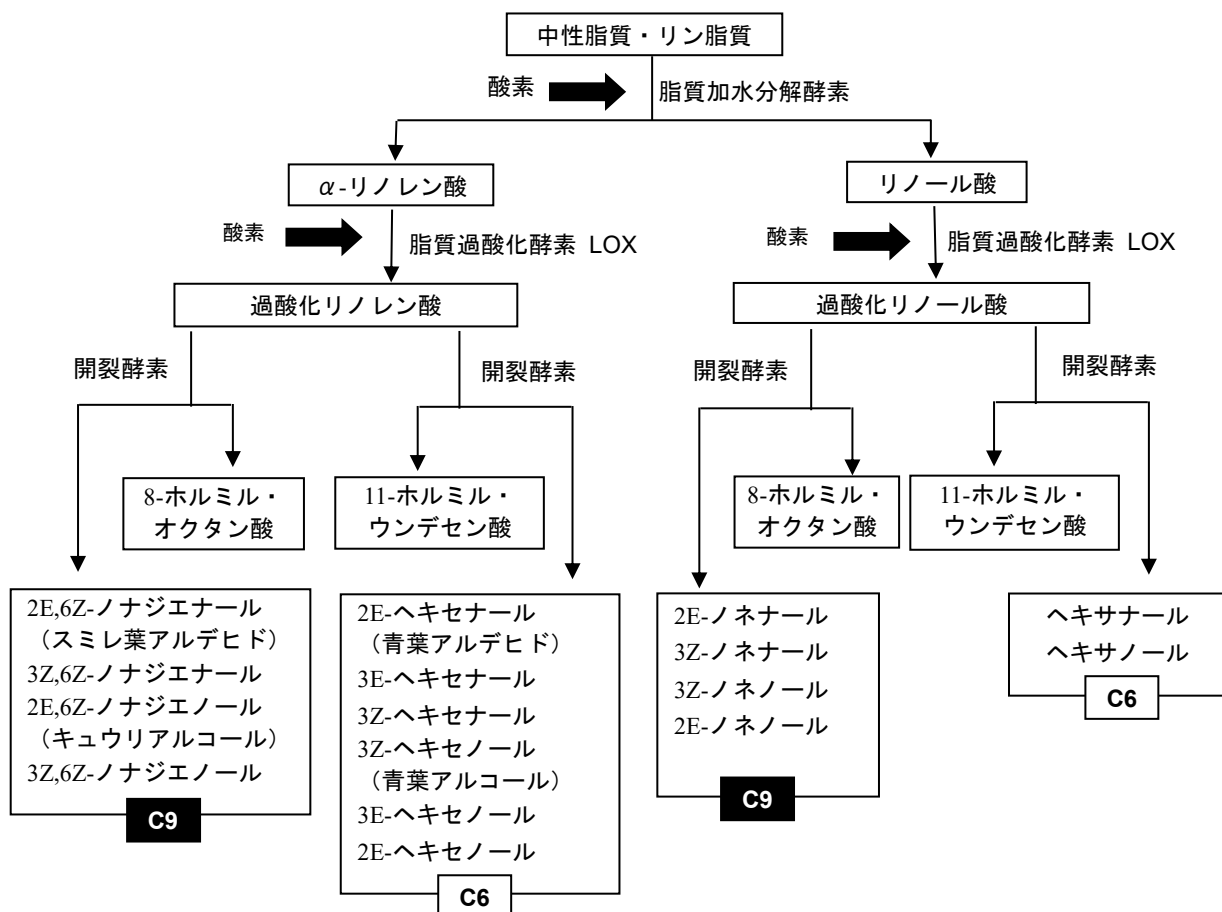 中性脂質・リン脂質
酸素
脂質加水分解酵素
α-リノレン酸
リノール酸
酸素
脂質過酸化酵素 LOX
酸素
脂質過酸化酵素 LOX
過酸化リノレン酸
過酸化リノール酸
開裂酵素
開裂酵素
開裂酵素
開裂酵素
8-ホルミル・
オクタン酸
11-ホルミル・
ウンデセン酸
8-ホルミル・
オクタン酸
11-ホルミル・
ウンデセン酸
2E,6Z-ノナジエナール
（スミレ葉アルデヒド）
3Z,6Z-ノナジエナール
2E,6Z-ノナジエノール
（キュウリアルコール）
3Z,6Z-ノナジエノール
C9
2E-ヘキセナール
（青葉アルデヒド）
3E-ヘキセナール
3Z-ヘキセナール
3Z-ヘキセノール
（青葉アルコール）
3E-ヘキセノール
2E-ヘキセノール
C6
2E-ノネナール
3Z-ノネナール
3Z-ノネノール
2E-ノネノール
C9
ヘキサナール
ヘキサノール
C6